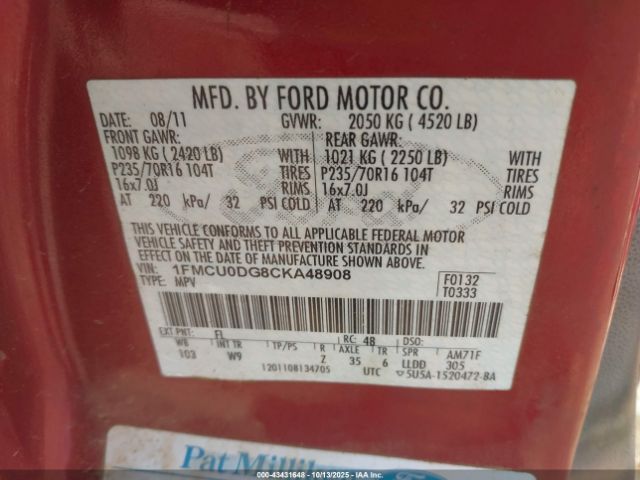 MFD. BY FORD MOTOR CO.
DATE: 08/11 GVWR: 2050 KG ( 4520 LB)
FRONT GAWR: REAR GAWR:
1098 KG ( 2420 LB) WITH 1021 KG ( 2250 LB) WITH
P235/70R16 104T TIRES P235/70R16 104T TIRES
16x7.0J RIMS 16x7.0J RIMS
AT 220 kPa/ 32 PSI COLD AT 220 kPa/ 32 PSI COLD
THIS VEHICLE CONFORMS TO ALL APPLICABLE FEDERAL MOTOR
VEHICLE SAFETY AND THEFT PREVENTION STANDARDS IN
EFFECT ON THE DATE OF MANUFACTURE SHOWN ABOVE.
VIN: 1FMCU0DG8CKA48908
TYPE: MPV
F0132
T0333
EXT PNT: FL RC: 48 DSO:
WB INT TR TP/PS R AXLE TR SPR AM71F
103 W9 Z 35 6 LLDD 305
1201108134705 UTC 5U5A-1520472-BA
Pat
00-43431648 - 10/13/2025 - IAAI.COM